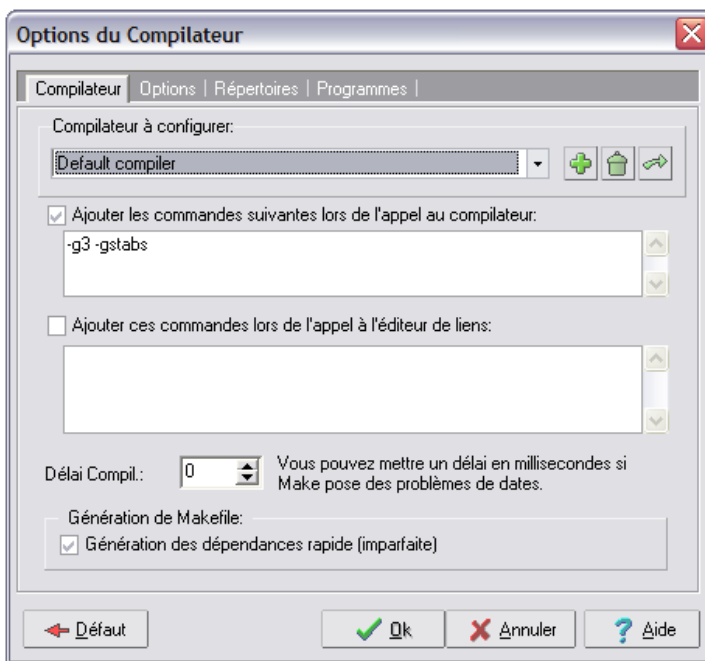 Options du Compilateur
Compilateur Options Répertoires Programmes
Compilateur à configurer:
Default compiler
Ajouter les commandes suivantes lors de l'appel au compilateur:
-g3 -gstabs
Ajouter ces commandes lors de l'appel à l'éditeur de liens:
Délai Compil.: 0 Vous pouvez mettre un délai en millisecondes si
Make pose des problèmes de dates.
Génération de Makefile:
Génération des dépendances rapide (imparfaite)
Défaut Ok Annuler Aide